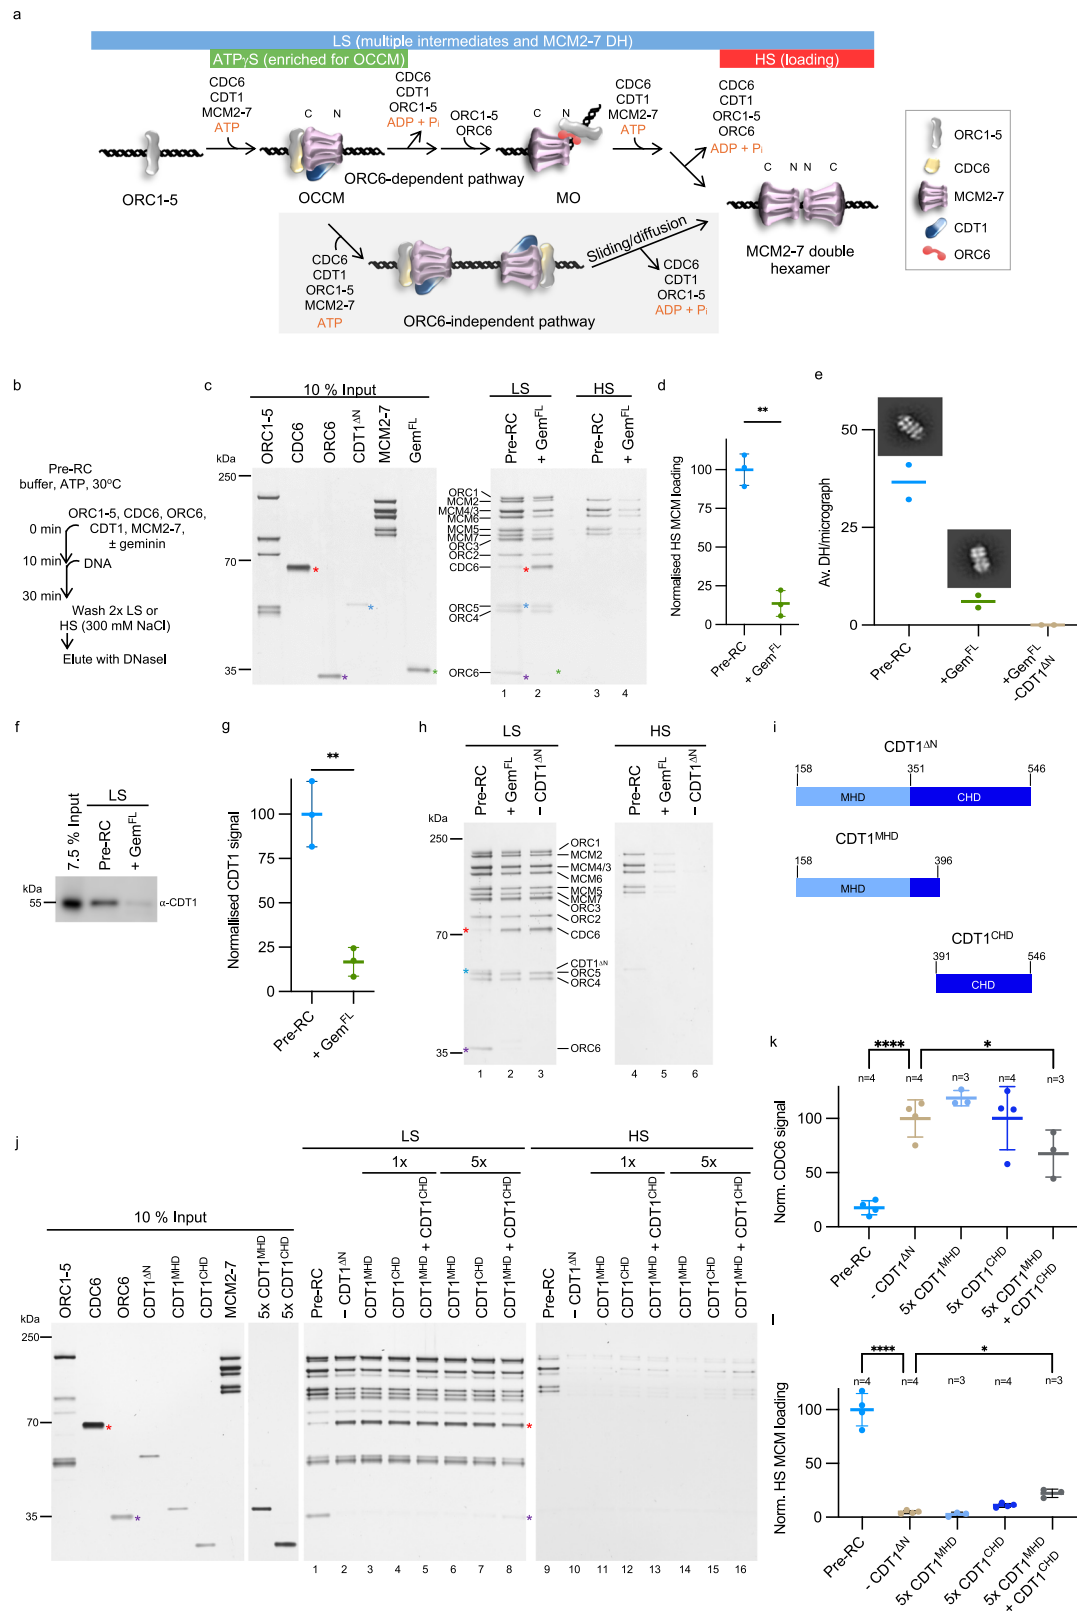 a
LS (multiple intermediates and MCM2-7 DH)
ATPγS (enriched for OCCM)
HS (loading)
CDC6
CDT1
MCM2-7
ATP
CDC6
CDT1
ORC1-5
ADP + Pi
ORC1-5
ORC6
CDC6
CDT1
MCM2-7
ATP
CDC6
CDT1
ORC1-5
ORC6
ADP + Pi
C N
C N
C N N C
ORC1-5
OCCM
ORC6-dependent pathway
MO
MCM2-7 double
hexamer
CDC6
CDT1
ORC1-5
MCM2-7
ATP
ORC6-independent pathway
Sliding/diffusion
CDC6
CDT1
ORC1-5
ADP + Pi
ORC1-5
CDC6
MCM2-7
CDT1
ORC6
b
Pre-RC
buffer, ATP, 30ºC
0 min
ORC1-5, CDC6, ORC6,
CDT1, MCM2-7,
± geminin
10 min
DNA
30 min
Wash 2x LS or
HS (300 mM NaCl)
Elute with DNaseI
c
10 % Input
LS
HS
ORC1-5
CDC6
ORC6
CDT1ΔN
MCM2-7
GemFL
Pre-RC
+ GemFL
Pre-RC
+ GemFL
kDa
250
70
35
ORC1
MCM2
MCM4/3
MCM6
MCM5
MCM7
ORC3
ORC2
CDC6
ORC5
ORC4
ORC6
*
*
*
*
*
*
*
*
1 2 3 4
d
**
Normalised HS MCM loading
100
75
50
25
0
Pre-RC
+ GemFL
e
Av. DH/micrograph
50
25
0
Pre-RC
+GemFL
+GemFL
-CDT1ΔN
f
7.5 % Input
LS
Pre-RC
+ GemFL
kDa
55
α-CDT1
g
**
Normalised CDT1 signal
100
75
50
25
0
Pre-RC
+ GemFL
h
LS
HS
Pre-RC
+ GemFL
- CDT1ΔN
Pre-RC
+ GemFL
- CDT1ΔN
kDa
250
70
35
*
*
*
ORC1
MCM2
MCM4/3
MCM6
MCM5
MCM7
ORC3
ORC2
CDC6
CDT1ΔN
ORC5
ORC4
ORC6
1 2 3 4 5 6
i
CDT1ΔN
158 351 546
MHD CHD
CDT1MHD
158 396
MHD
CDT1CHD
391 546
CHD
j
10 % Input
LS
HS
1x 5x 1x 5x
ORC1-5
CDC6
ORC6
CDT1ΔN
CDT1MHD
CDT1CHD
MCM2-7
5x CDT1MHD
5x CDT1CHD
Pre-RC
- CDT1ΔN
CDT1MHD
CDT1CHD
CDT1MHD + CDT1CHD
CDT1MHD
CDT1CHD
CDT1MHD + CDT1CHD
Pre-RC
- CDT1ΔN
CDT1MHD
CDT1CHD
CDT1MHD + CDT1CHD
CDT1MHD
CDT1CHD
CDT1MHD + CDT1CHD
kDa
250
70
35
*
*
*
*
1 2 3 4 5 6 7 8 9 10 11 12 13 14 15 16
k
**** *
n=4 n=4 n=3 n=4 n=3
Norm. CDC6 signal
100
50
0
Pre-RC
- CDT1ΔN
5x CDT1MHD
5x CDT1CHD
5x CDT1MHD
+ CDT1CHD
l
**** *
n=4 n=4 n=3 n=4 n=3
Norm. HS MCM loading
100
50
0
Pre-RC
- CDT1ΔN
5x CDT1MHD
5x CDT1CHD
5x CDT1MHD
+ CDT1CHD